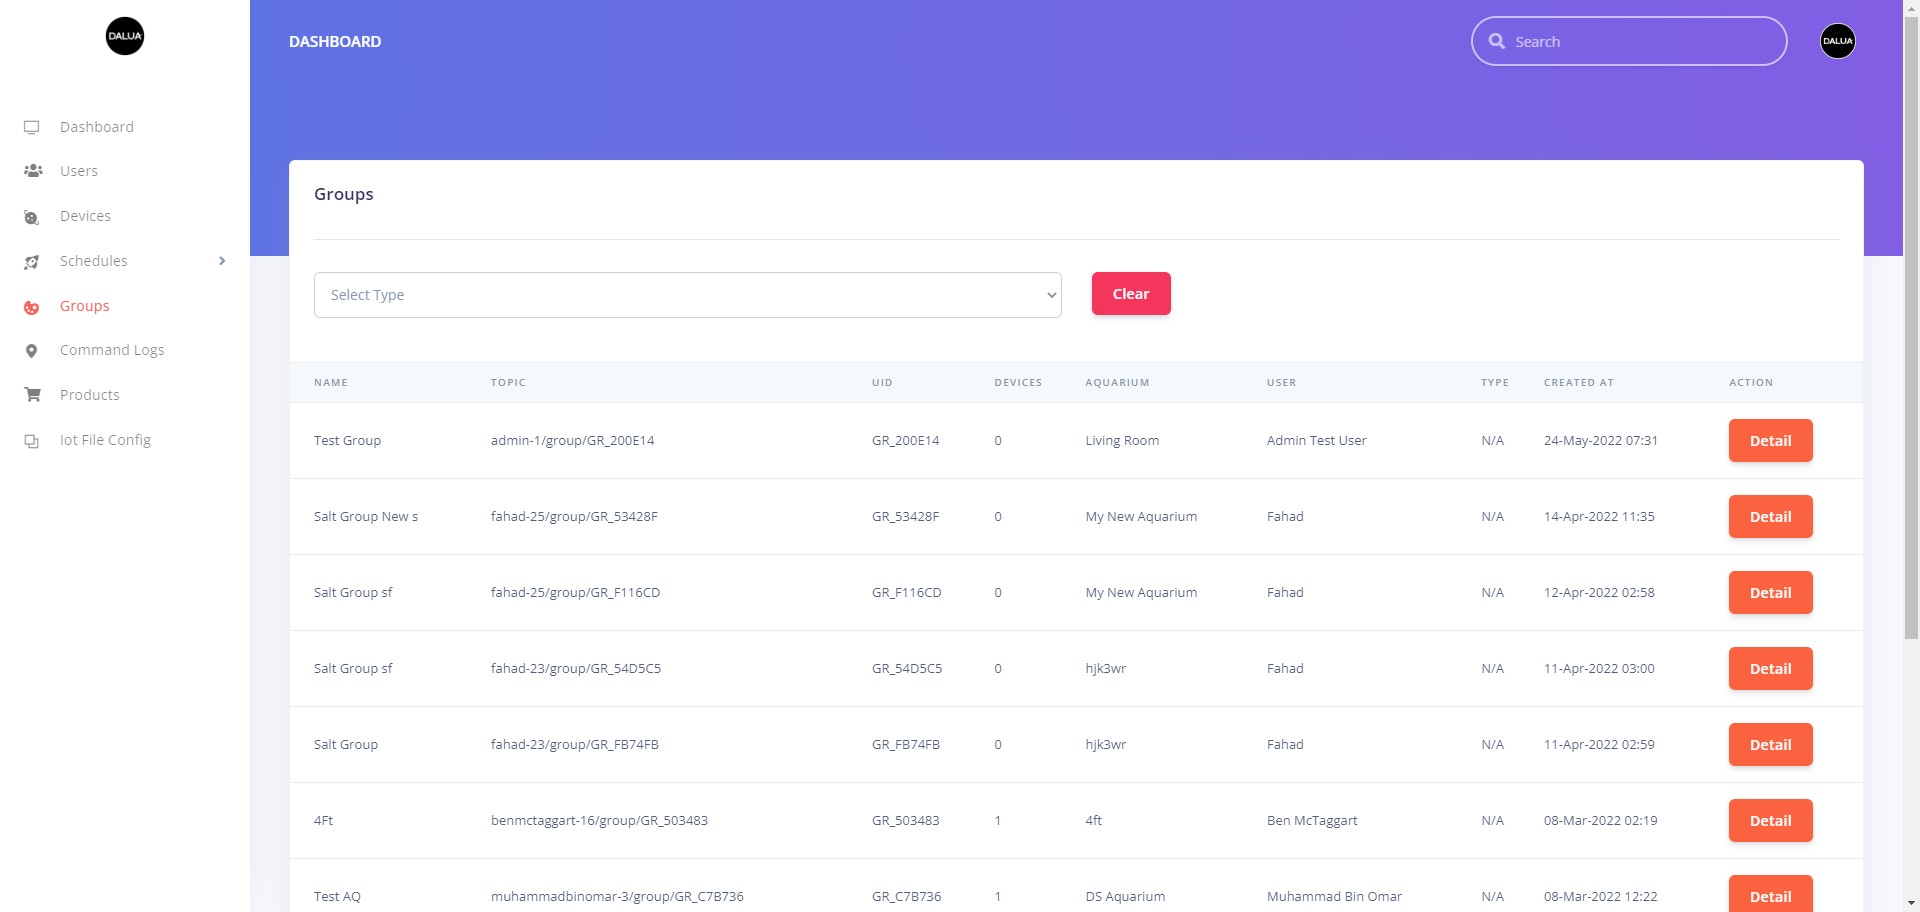 DALUA
DASHBOARD
Search
DALUA
Dashboard
Users
Devices
Schedules
Groups
Command Logs
Products
Iot File Config
Groups
Select Type
Clear
NAME TOPIC UID DEVICES AQUARIUM USER TYPE CREATED AT ACTION
Test Group admin-1/group/GR_200E14 GR_200E14 0 Living Room Admin Test User N/A 24-May-2022 07:31 Detail
Salt Group New s fahad-25/group/GR_53428F GR_53428F 0 My New Aquarium Fahad N/A 14-Apr-2022 11:35 Detail
Salt Group sf fahad-25/group/GR_F116CD GR_F116CD 0 My New Aquarium Fahad N/A 12-Apr-2022 02:58 Detail
Salt Group sf fahad-23/group/GR_54D5C5 GR_54D5C5 0 hjk3wr Fahad N/A 11-Apr-2022 03:00 Detail
Salt Group fahad-23/group/GR_FB74FB GR_FB74FB 0 hjk3wr Fahad N/A 11-Apr-2022 02:59 Detail
4Ft benmctaggart-16/group/GR_503483 GR_503483 1 4ft Ben McTaggart N/A 08-Mar-2022 02:19 Detail
Test AQ muhammadbinomar-3/group/GR_C7B736 GR_C7B736 1 DS Aquarium Muhammad Bin Omar N/A 08-Mar-2022 12:22 Detail